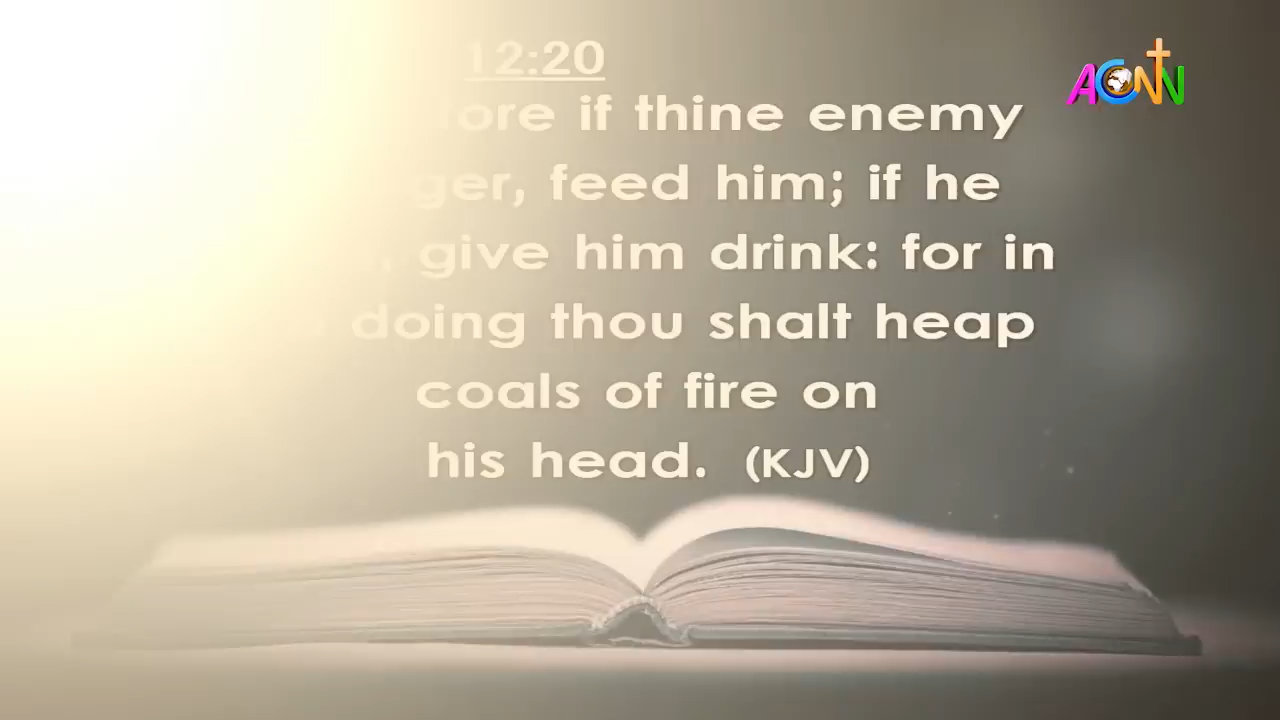 12:20
ore if thine enemy
ger, feed him; if he
, give him drink: for in
doing thou shalt heap
coals of fire on
his head. (KJV)
ACNN